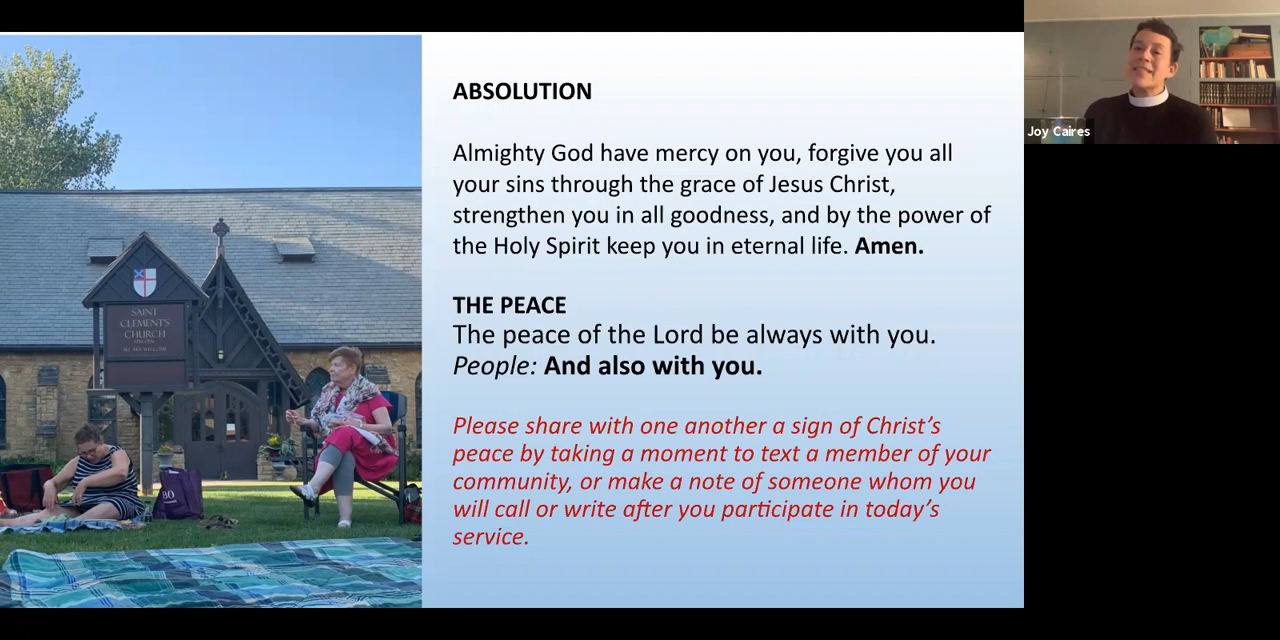 ABSOLUTION
Almighty God have mercy on you, forgive you all
your sins through the grace of Jesus Christ,
strengthen you in all goodness, and by the power of
the Holy Spirit keep you in eternal life. Amen.
THE PEACE
The peace of the Lord be always with you.
People: And also with you.
Please share with one another a sign of Christ’s
peace by taking a moment to text a member of your
community, or make a note of someone whom you
will call or write after you participate in today’s
service.
SAINT
CLEMENT'S
CHURCH
Joy Caires